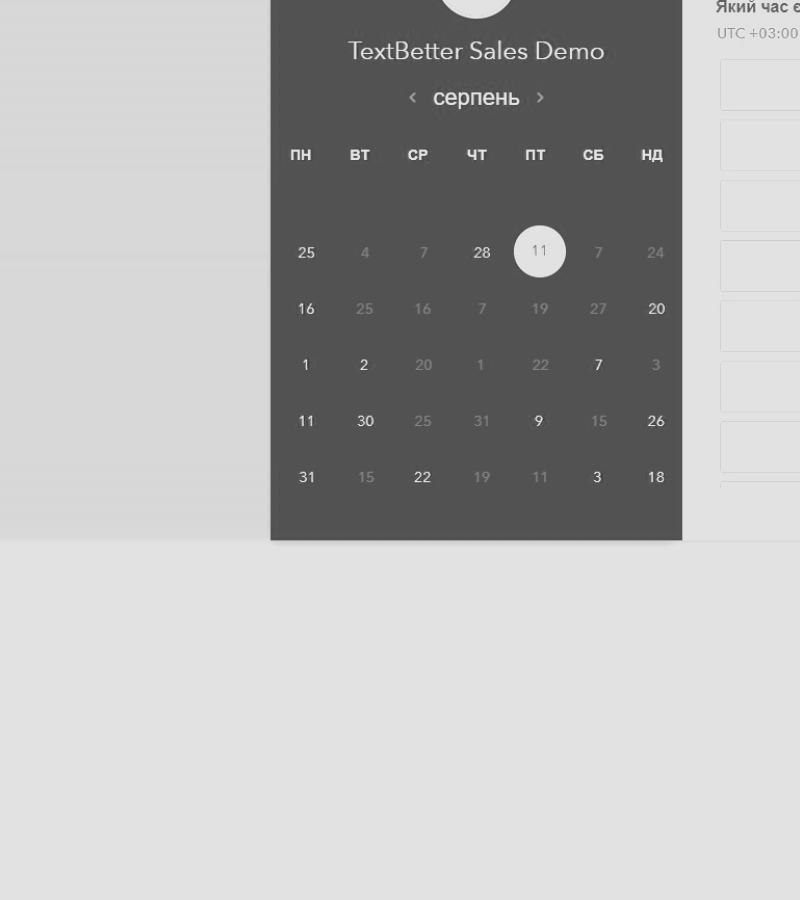 Який час є
UTC +03:00
TextBetter Sales Demo
< серпень >
ПН ВТ СР ЧТ ПТ СБ НД
25 4 7 28 11 7 24
16 25 16 7 19 27 20
1 2 20 1 22 7 3
11 30 25 31 9 15 26
31 15 22 19 11 3 18